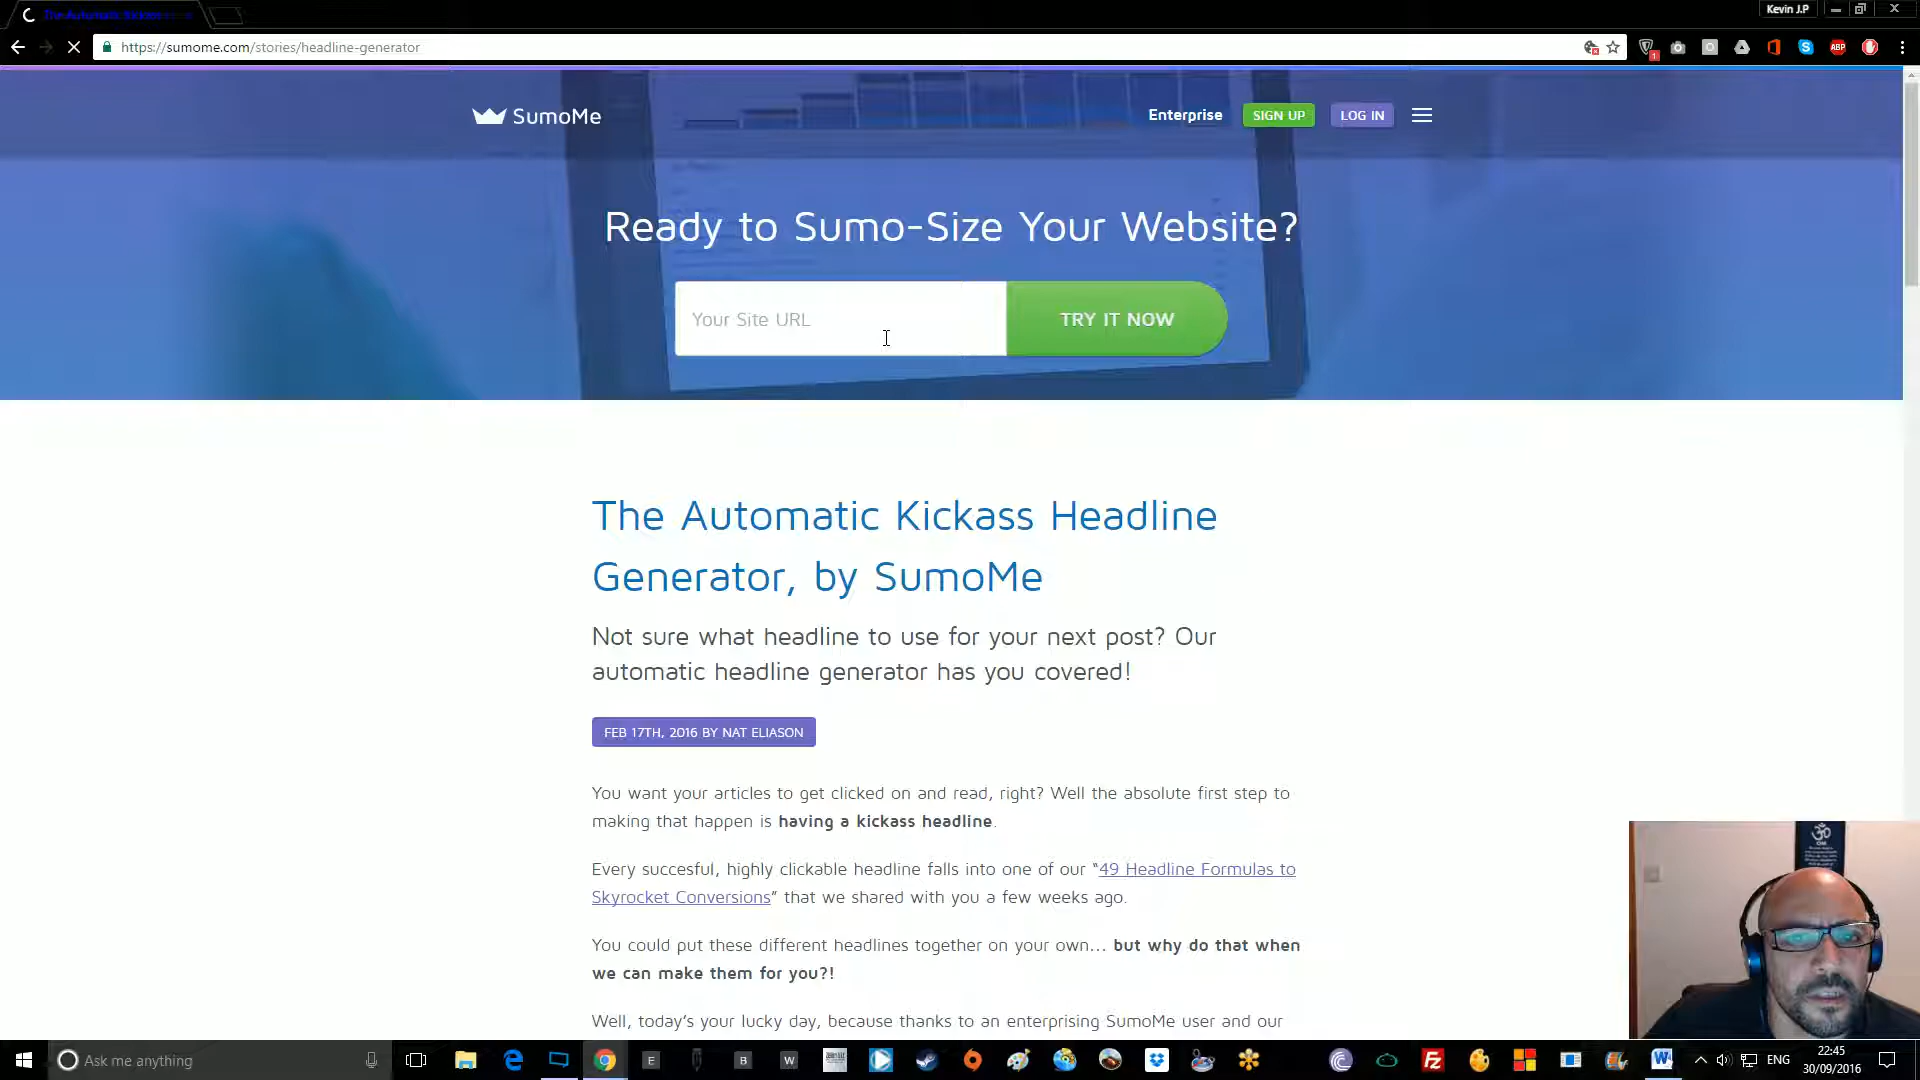 The Automatic Kickass
Kevin J.P
https://sumome.com/stories/headline-generator
1
ABP
SumoMe
Enterprise
SIGN UP
LOG IN
Ready to Sumo-Size Your Website?
Your Site URL
TRY IT NOW
The Automatic Kickass Headline
Generator, by SumoMe
Not sure what headline to use for your next post? Our
automatic headline generator has you covered!
FEB 17TH, 2016 BY NAT ELIASON
You want your articles to get clicked on and read, right? Well the absolute first step to
making that happen is having a kickass headline.
Every succesful, highly clickable headline falls into one of our “49 Headline Formulas to
Skyrocket Conversions” that we shared with you a few weeks ago.
You could put these different headlines together on your own... but why do that when
we can make them for you?!
Well, today's your lucky day, because thanks to an enterprising SumoMe user and our
Ask me anything
E
B
W
FZ
W
ENG
22:45
30/09/2016